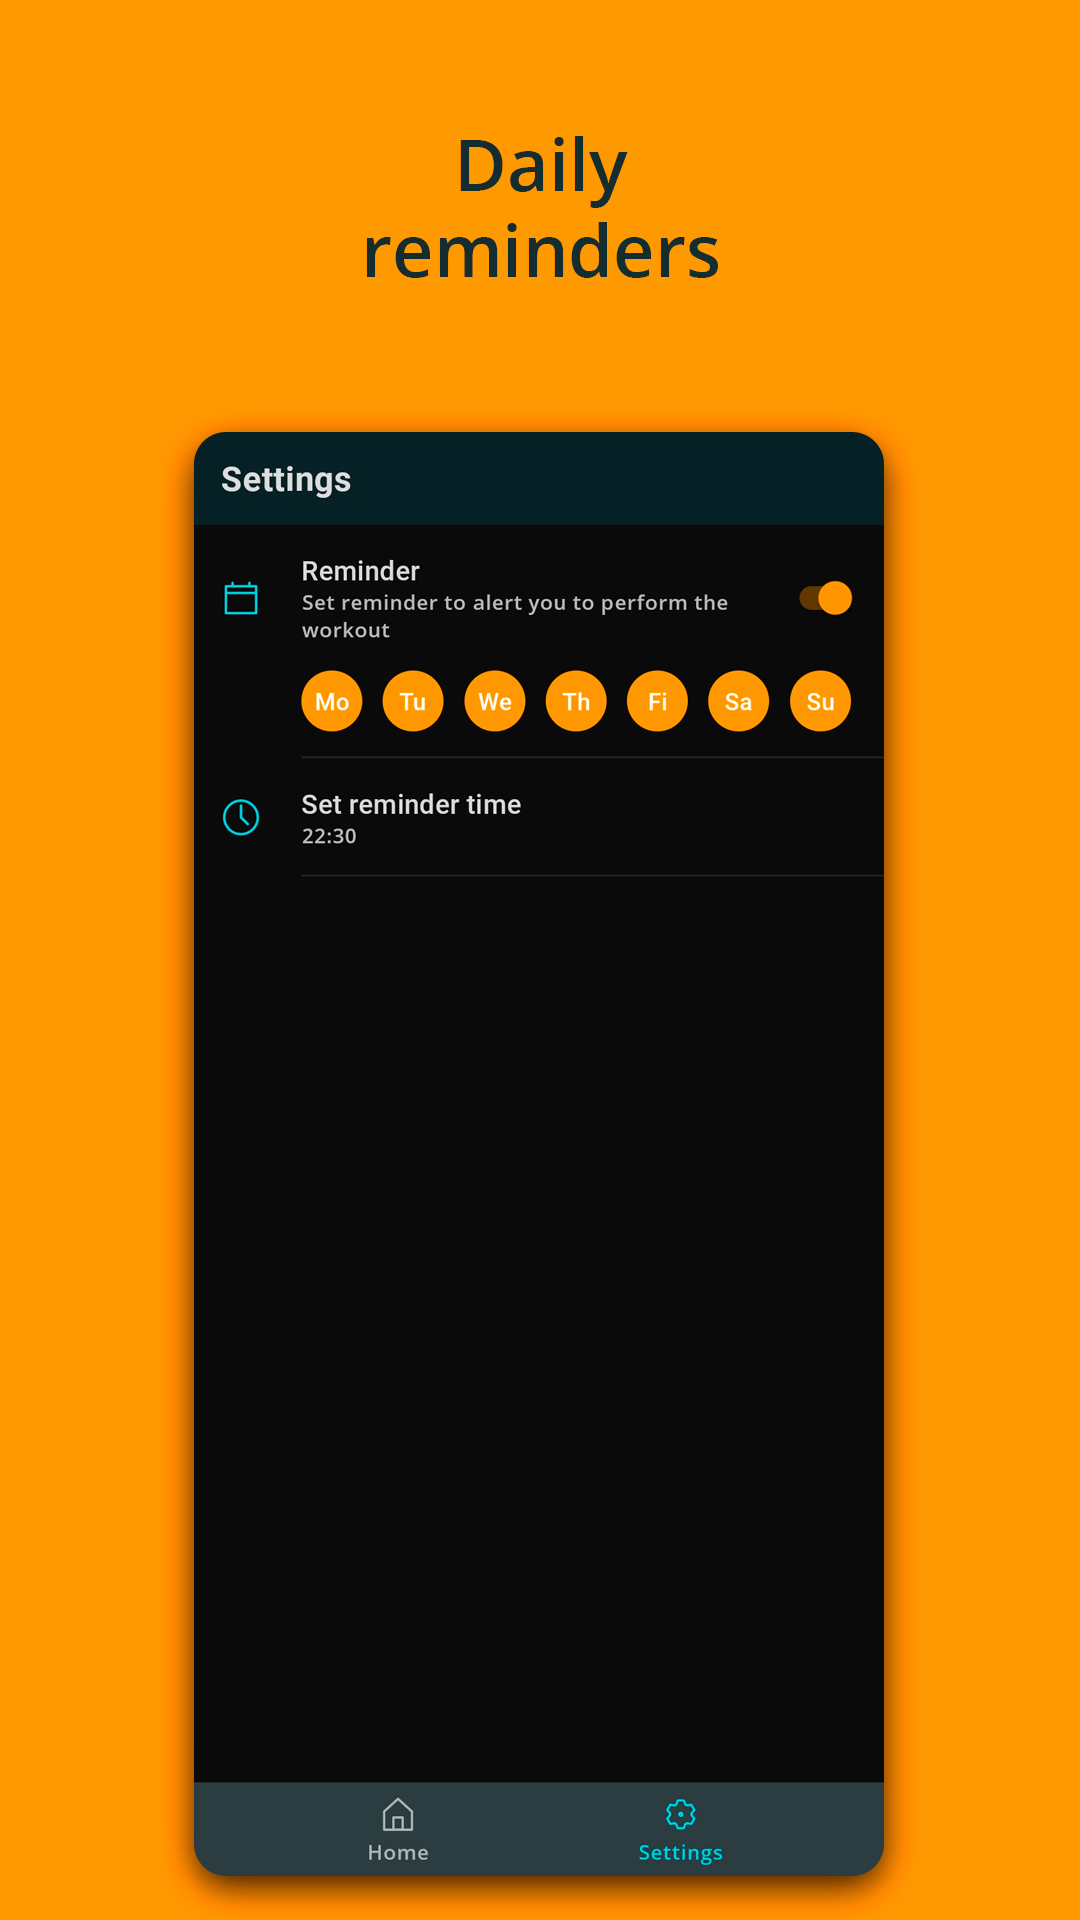 Daily
reminders
Settings
Reminder
Set reminder to alert you to perform the
workout
Mo Tu We Th Fi Sa Su
Set reminder time
22:30
Home Settings